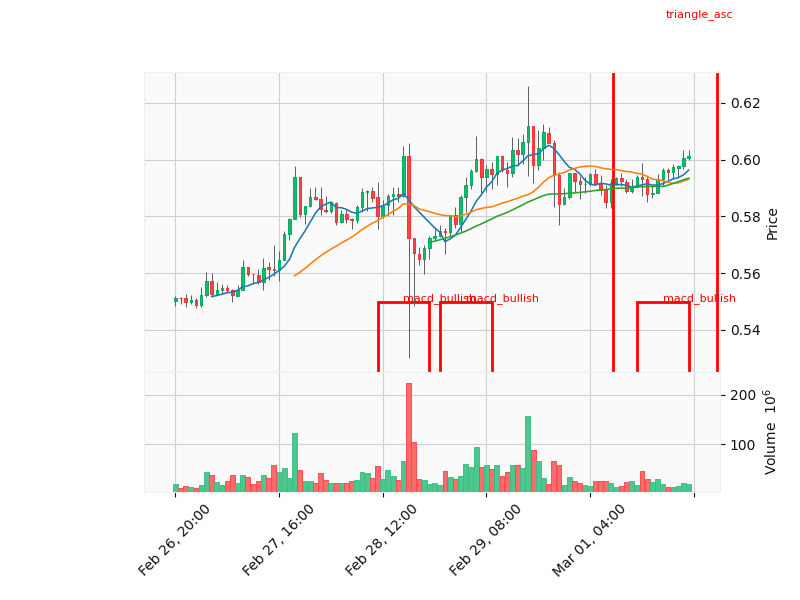 triangle_asc
0.62
0.60
0.58
0.56
0.54
Price
macd_bullish
macd_bullish
macd_bullish
200
100
Volume 10^6
Feb 26, 20:00
Feb 27, 16:00
Feb 28, 12:00
Feb 29, 08:00
Mar 01, 04:00